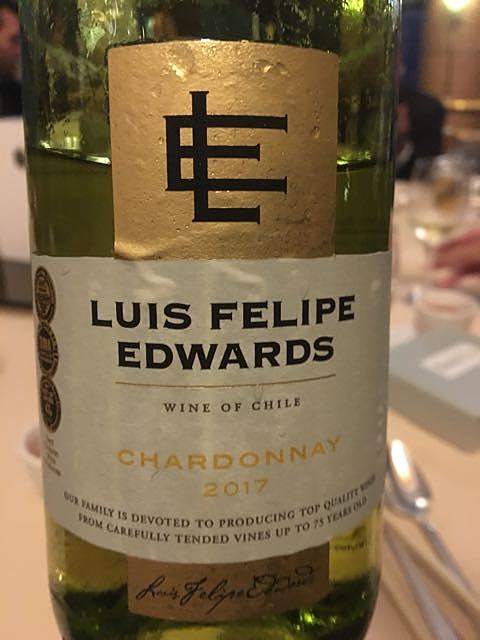 LUIS FELIPE
EDWARDS
WINE OF CHILE
CHARDONNAY
2017
OUR FAMILY IS DEVOTED TO PRODUCING TOP QUALITY WINES
FROM CAREFULLY TENDED VINES UP TO 75 YEARS OLD
Luis Felipe Edwards